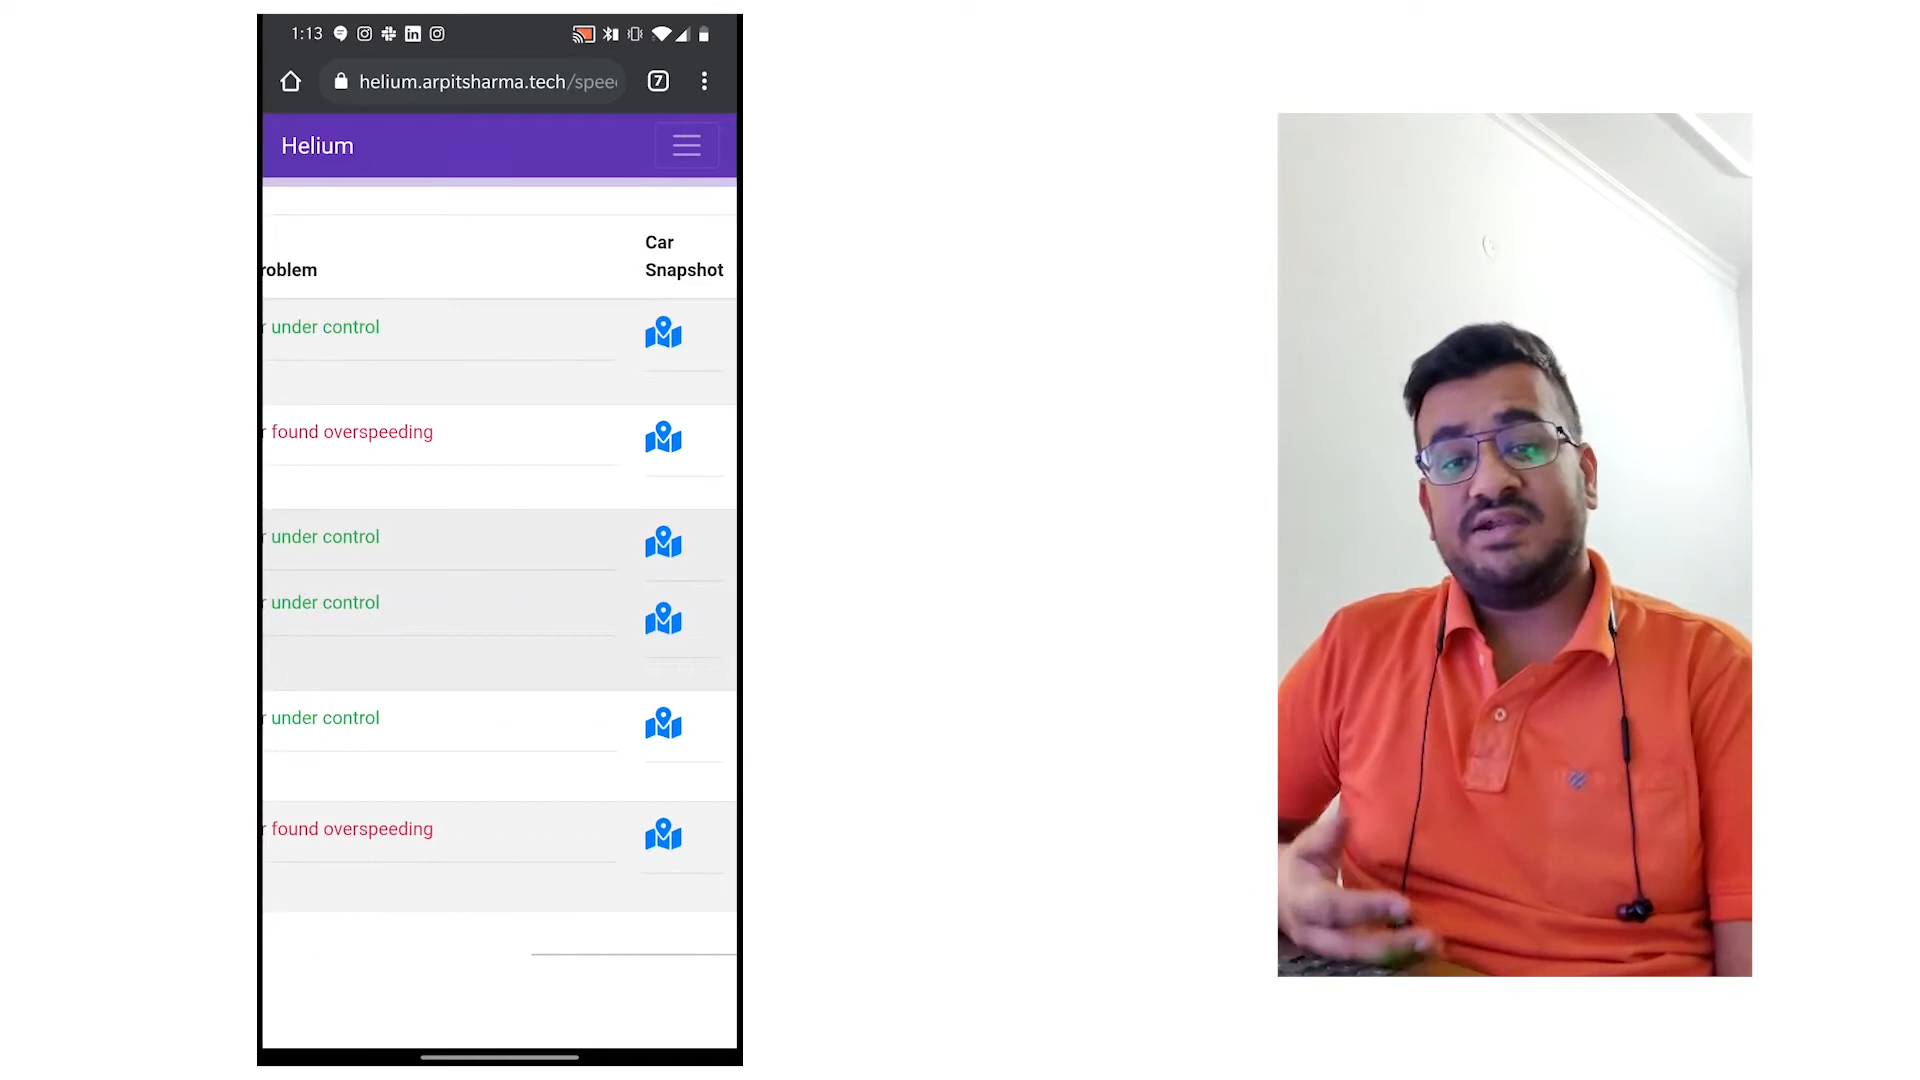 1:13
helium.arpitsharma.tech/spee
7
Helium
Car
roblem Snapshot
r under control
r found overspeeding
r under control
r under control
r under control
r found overspeeding